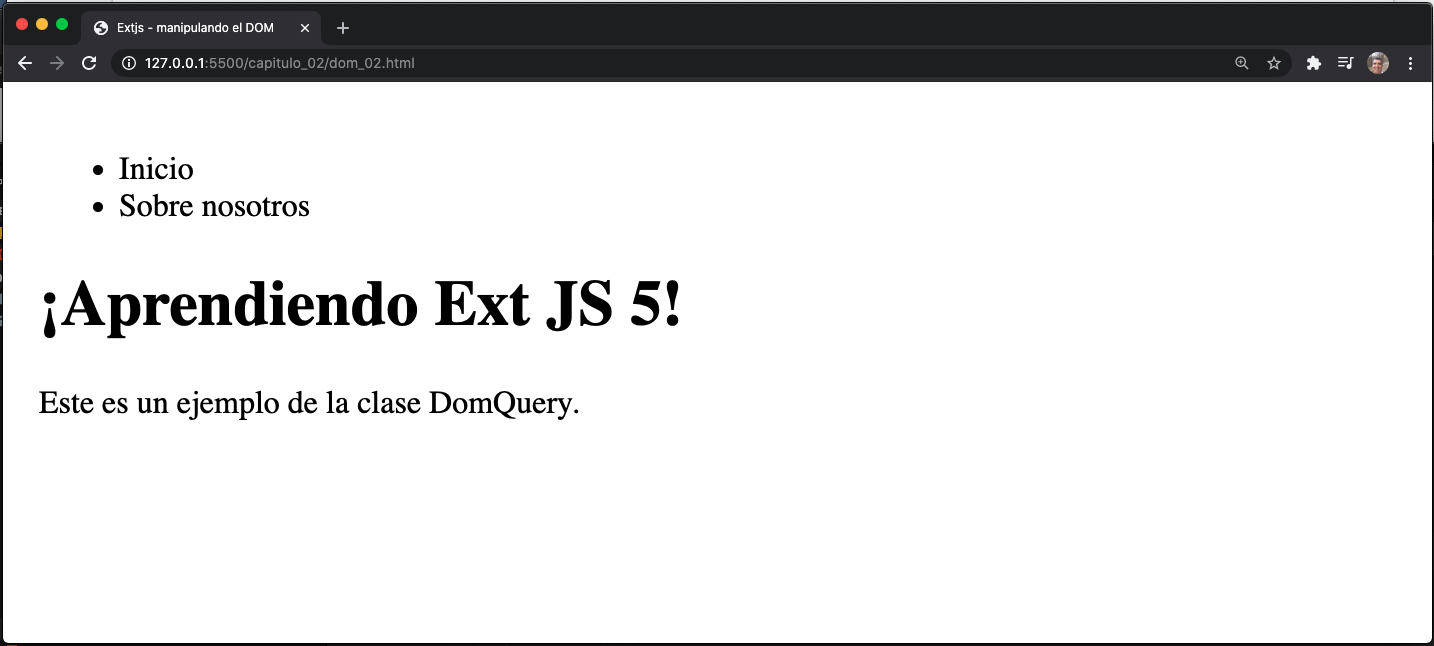 Extjs - manipulando el DOM
127.0.0.1:5500/capitulo_02/dom_02.html
Inicio
Sobre nosotros
¡Aprendiendo Ext JS 5!
Este es un ejemplo de la clase DomQuery.